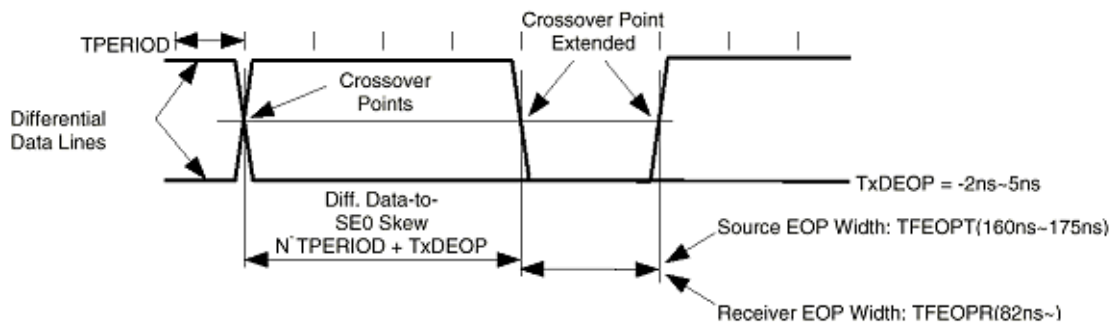 TPERIOD
Crossover Point
Extended
Crossover
Points
Differential
Data Lines
Diff. Data-to-
SE0 Skew
N*TPERIOD + TxDEOP
TxDEOP = -2ns~5ns
Source EOP Width: TFEOPT(160ns~175ns)
Receiver EOP Width: TFEOPR(82ns~)